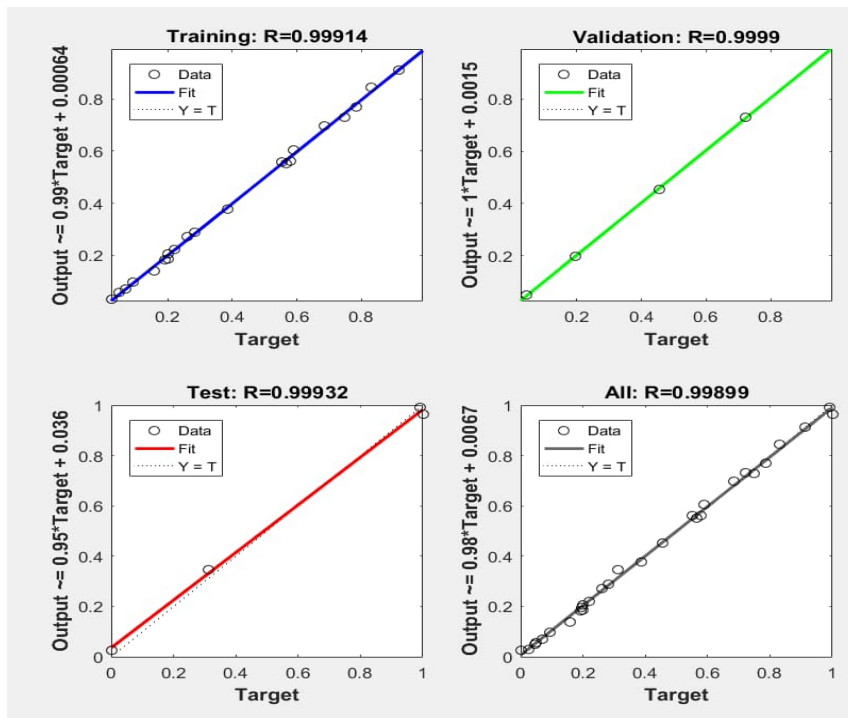 Training: R=0.99914
Output ~= 0.99*Target + 0.00064
Data
Fit
Y = T
0.8
0.6
0.4
0.2
0.2
0.4
0.6
0.8
Target
Validation: R=0.9999
Output ~= 1*Target + 0.0015
Data
Fit
Y = T
0.8
0.6
0.4
0.2
0.2
0.4
0.6
0.8
Target
Test: R=0.99932
Output ~= 0.95*Target + 0.036
Data
Fit
Y = T
1
0.8
0.6
0.4
0.2
0
0
0.2
0.4
0.6
0.8
1
Target
All: R=0.99899
Output ~= 0.98*Target + 0.0067
Data
Fit
Y = T
1
0.8
0.6
0.4
0.2
0
0
0.2
0.4
0.6
0.8
1
Target